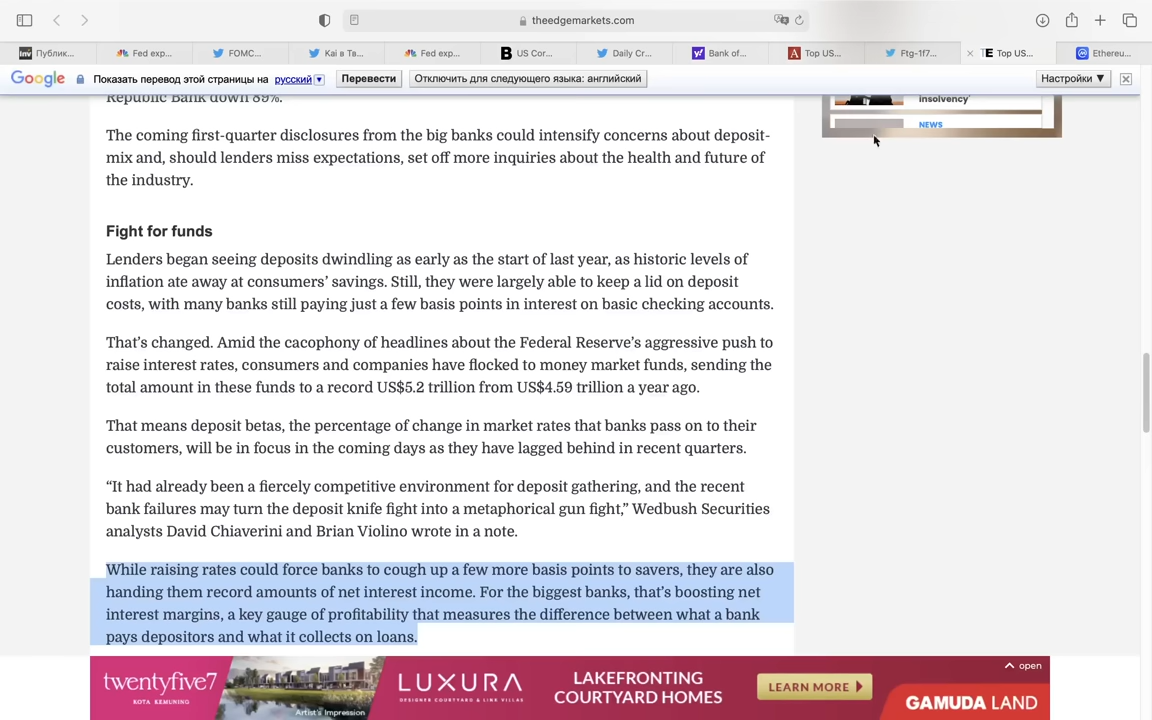 theedgemarkets.com
Inv Публик...
Fed exp...
FOMC...
Kai в Тв...
Fed exp...
B US Cor...
Daily Cr...
y! Bank of...
A Top US...
Ftg-1f7...
× TE Top US...
Ethereu...
Google Показать перевод этой страницы на русский Перевести Отключить для следующего языка: английский Настройки ▼
Republic Bank down 89%.
insolvency
NEWS
The coming first-quarter disclosures from the big banks could intensify concerns about deposit-
mix and, should lenders miss expectations, set off more inquiries about the health and future of
the industry.
Fight for funds
Lenders began seeing deposits dwindling as early as the start of last year, as historic levels of
inflation ate away at consumers’ savings. Still, they were largely able to keep a lid on deposit
costs, with many banks still paying just a few basis points in interest on basic checking accounts.
That’s changed. Amid the cacophony of headlines about the Federal Reserve’s aggressive push to
raise interest rates, consumers and companies have flocked to money market funds, sending the
total amount in these funds to a record US$5.2 trillion from US$4.59 trillion a year ago.
That means deposit betas, the percentage of change in market rates that banks pass on to their
customers, will be in focus in the coming days as they have lagged behind in recent quarters.
“It had already been a fiercely competitive environment for deposit gathering, and the recent
bank failures may turn the deposit knife fight into a metaphorical gun fight,” Wedbush Securities
analysts David Chiaverini and Brian Violino wrote in a note.
While raising rates could force banks to cough up a few more basis points to savers, they are also
handing them record amounts of net interest income. For the biggest banks, that’s boosting net
interest margins, a key gauge of profitability that measures the difference between what a bank
pays depositors and what it collects on loans.
open
twentyfive7
KOTA KEMUNING
Artist's Impression
LUXURA
DESIGNER COURTYARD & LINK VILLAS
LAKEFRONTING
COURTYARD HOMES
LEARN MORE
GAMUDA LAND